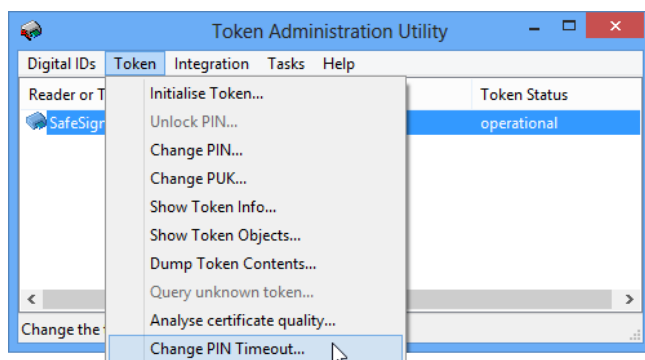 Token Administration Utility
Digital IDs Token Integration Tasks Help
Reader or T Token Status
SafeSign operational
Initialise Token...
Unlock PIN...
Change PIN...
Change PUK...
Show Token Info...
Show Token Objects...
Dump Token Contents...
Query unknown token...
Analyse certificate quality...
Change the
Change PIN Timeout...